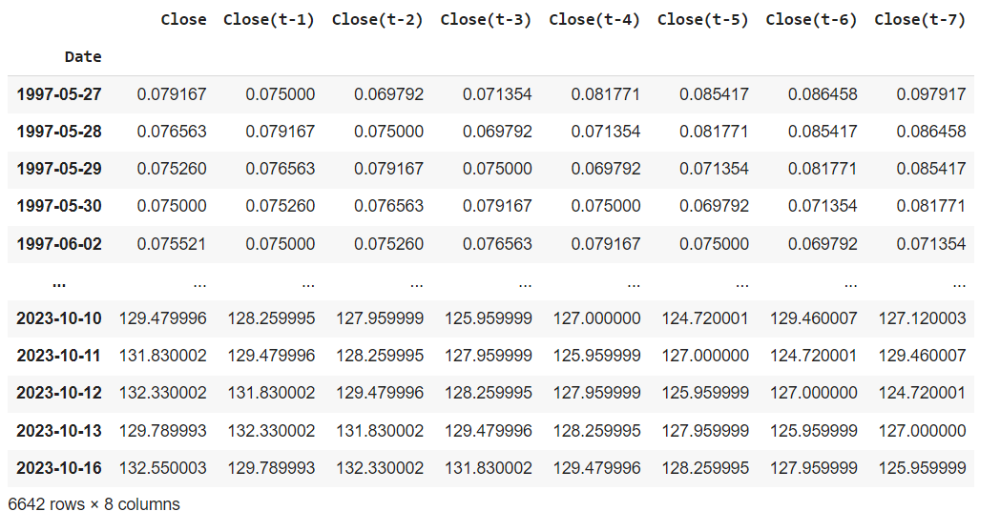 Close Close(t-1) Close(t-2) Close(t-3) Close(t-4) Close(t-5) Close(t-6) Close(t-7)
Date
1997-05-27 0.079167 0.075000 0.069792 0.071354 0.081771 0.085417 0.086458 0.097917
1997-05-28 0.076563 0.079167 0.075000 0.069792 0.071354 0.081771 0.085417 0.086458
1997-05-29 0.075260 0.076563 0.079167 0.075000 0.069792 0.071354 0.081771 0.085417
1997-05-30 0.075000 0.075260 0.076563 0.079167 0.075000 0.069792 0.071354 0.081771
1997-06-02 0.075521 0.075000 0.075260 0.076563 0.079167 0.075000 0.069792 0.071354
... ... ... ... ... ... ... ... ...
2023-10-10 129.479996 128.259995 127.959999 125.959999 127.000000 124.720001 129.460007 127.120003
2023-10-11 131.830002 129.479996 128.259995 127.959999 125.959999 127.000000 124.720001 129.460007
2023-10-12 132.330002 131.830002 129.479996 128.259995 127.959999 125.959999 127.000000 124.720001
2023-10-13 129.789993 132.330002 131.830002 129.479996 128.259995 127.959999 125.959999 127.000000
2023-10-16 132.550003 129.789993 132.330002 131.830002 129.479996 128.259995 127.959999 125.959999
6642 rows × 8 columns